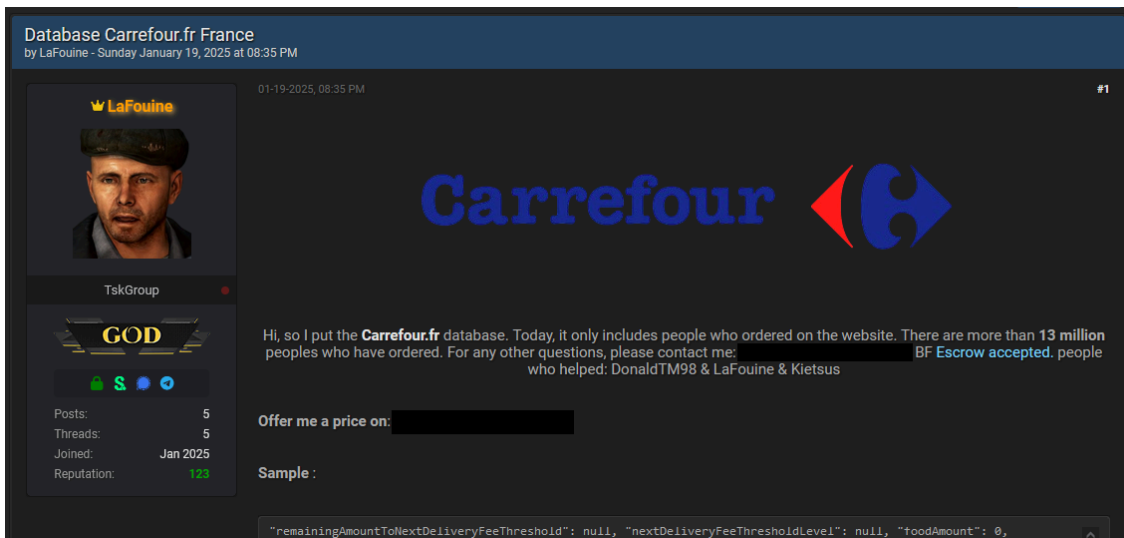 Database Carrefour.fr France
by LaFouine - Sunday January 19, 2025 at 08:35 PM
LaFouine
TskGroup
GOD
Posts: 5
Threads: 5
Joined: Jan 2025
Reputation: 123
01-19-2025, 08:35 PM
#1
Carrefour
Hi, so I put the Carrefour.fr database. Today, it only includes people who ordered on the website. There are more than 13 million
peoples who have ordered. For any other questions, please contact me: BF Escrow accepted. people
who helped: DonaldTM98 & LaFouine & Kietsus
Offer me a price on:
Sample :
"remainingAmountToNextDeliveryFeeThreshold": null, "nextDeliveryFeeThresholdLevel": null, "foodAmount": 0,